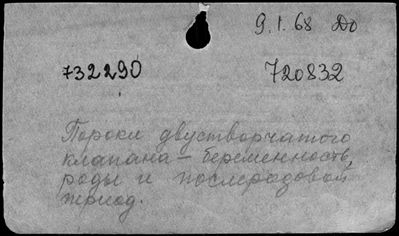 9.1.68 До
732290 720832
Пороки двустворчатого
клапана – беременность,
роды и послеродовой
период.